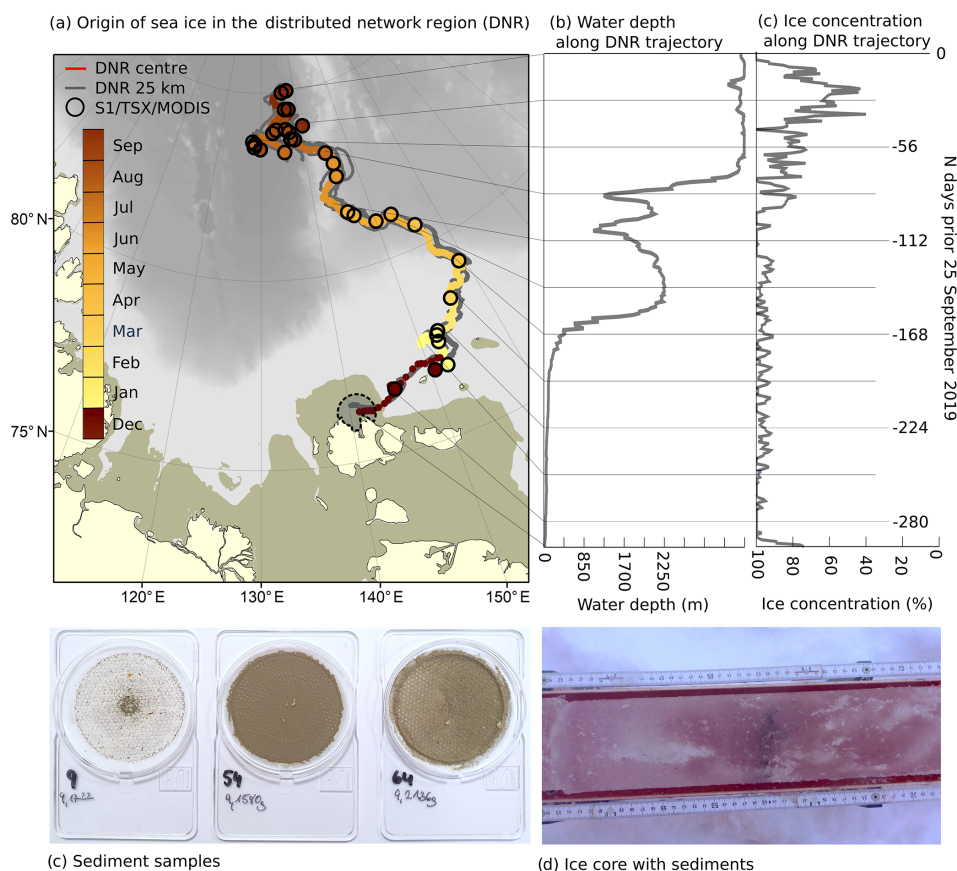 (a) Origin of sea ice in the distributed network region (DNR)
(b) Water depth
along DNR trajectory
(c) Ice concentration
along DNR trajectory
DNR centre
DNR 25 km
S1/TSX/MODIS
Sep
Aug
Jul
Jun
May
Apr
Mar
Feb
Jan
Dec
80° N
75° N
120° E
130° E
140° E
150° E
0
850
1700
2250
Water depth (m)
0
-56
-112
-168
-224
-280
N days prior 25 September 2019
100
80
60
40
20
0
Ice concentration (%)
9
54
9,1580g
64
(c) Sediment samples
(d) Ice core with sediments